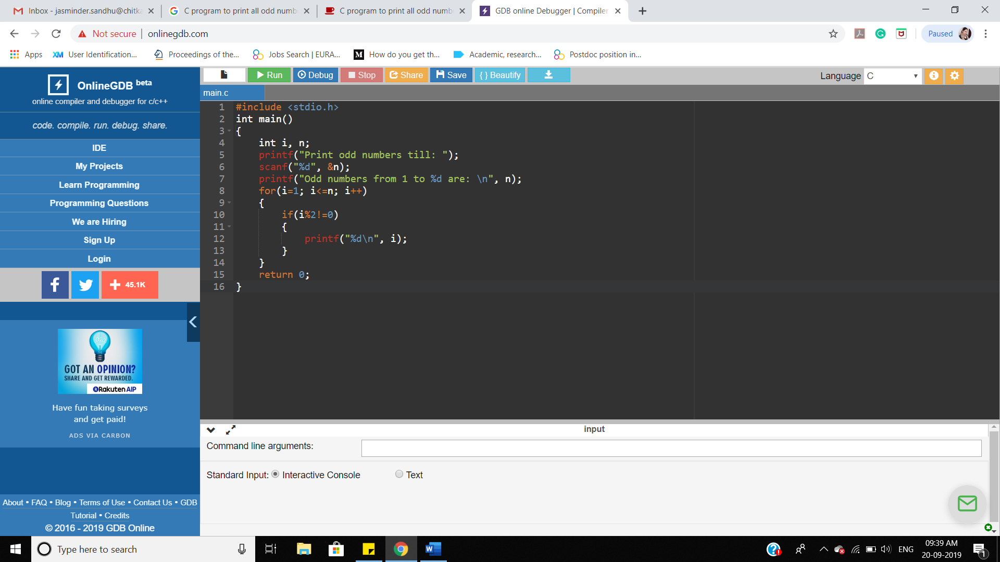 Inbox - jasminder.sandhu@chitka
C program to print all odd numb
C program to print all odd numb
GDB online Debugger | Compiler
Not secure | onlinegdb.com
Paused
Apps
XM User Identification...
Proceedings of the...
Jobs Search | EURA...
M How do you get th...
Academic, research...
Postdoc position in...
OnlineGDB beta
online compiler and debugger for c/c++
code. compile. run. debug. share.
IDE
My Projects
Learn Programming
Programming Questions
We are Hiring
Sign Up
Login
f
+ 45.1K
idea
GOT AN OPINION?
SHARE AND GET REWARDED.
Rakuten AIP
Have fun taking surveys
and get paid!
ADS VIA CARBON
About • FAQ • Blog • Terms of Use • Contact Us • GDB
Tutorial • Credits
© 2016 - 2019 GDB Online
Run Debug Stop Share Save { } Beautify
Language C
main.c
1 #include <stdio.h>
2 int main()
3 {
4 int i, n;
5 printf("Print odd numbers till: ");
6 scanf("%d", &n);
7 printf("Odd numbers from 1 to %d are: \n", n);
8 for(i=1; i<=n; i++)
9 {
10 if(i%2!=0)
11 {
12 printf("%d\n", i);
13 }
14 }
15 return 0;
16 }
input
Command line arguments:
Standard Input: Interactive Console Text
Type here to search
ENG
09:39 AM
20-09-2019
1